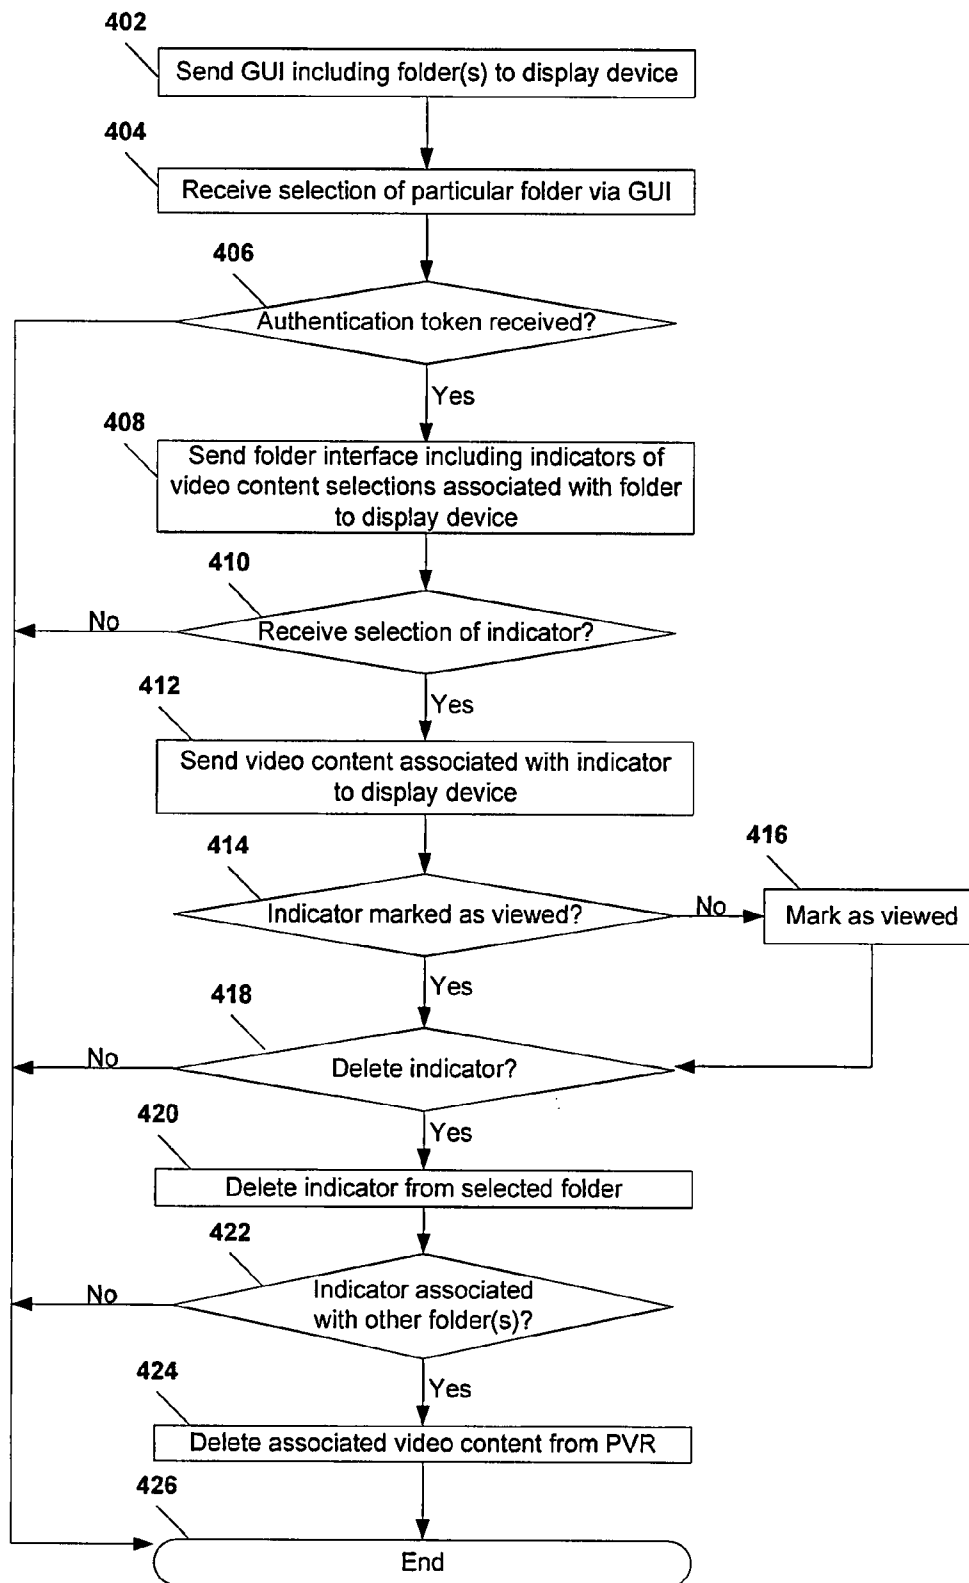 402
Send GUI including folder(s) to display device
404
Receive selection of particular folder via GUI
406
Authentication token received?
Yes
408
Send folder interface including indicators of
video content selections associated with folder
to display device
410
No
Receive selection of indicator?
Yes
412
Send video content associated with indicator
to display device
414
416
Indicator marked as viewed?
No
Mark as viewed
Yes
418
No
Delete indicator?
Yes
420
Delete indicator from selected folder
422
No
Indicator associated
with other folder(s)?
Yes
424
Delete associated video content from PVR
426
End